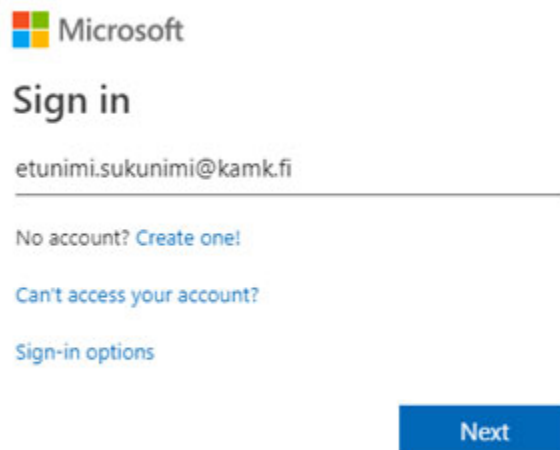 Microsoft
Sign in
etunimi.sukunimi@kamk.fi
No account? Create one!
Can't access your account?
Sign-in options
Next